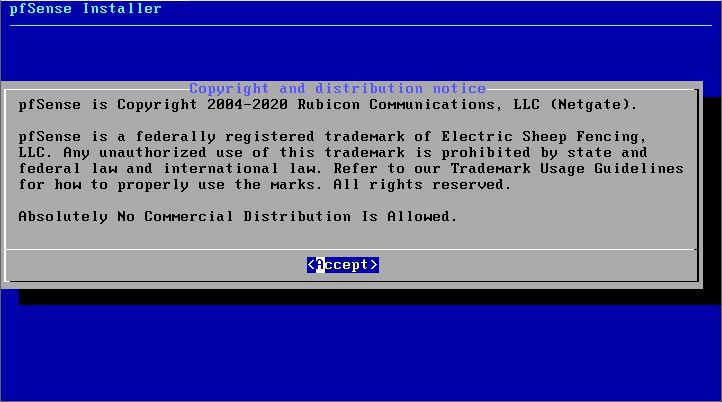 pfSense Installer
Copyright and distribution notice
pfSense is Copyright 2004-2020 Rubicon Communications, LLC (Netgate).
pfSense is a federally registered trademark of Electric Sheep Fencing,
LLC. Any unauthorized use of this trademark is prohibited by state and
federal law and international law. Refer to our Trademark Usage Guidelines
for how to properly use the marks. All rights reserved.
Absolutely No Commercial Distribution Is Allowed.
<Accept>